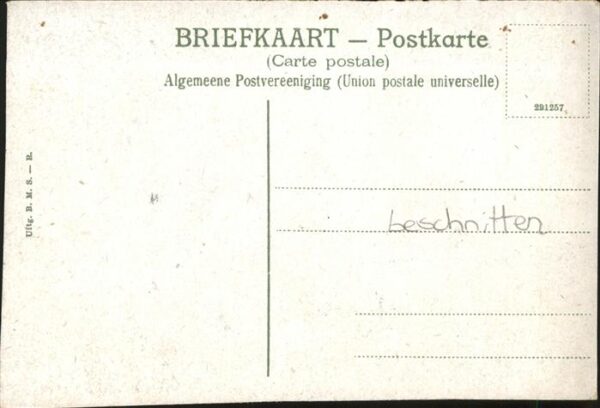 BRIEFKAART — Postkarte
(Carte postale)
Algemeene Postvereeniging (Union postale universelle)
291257
Uitg. B. M. S. — R.
beschnitten